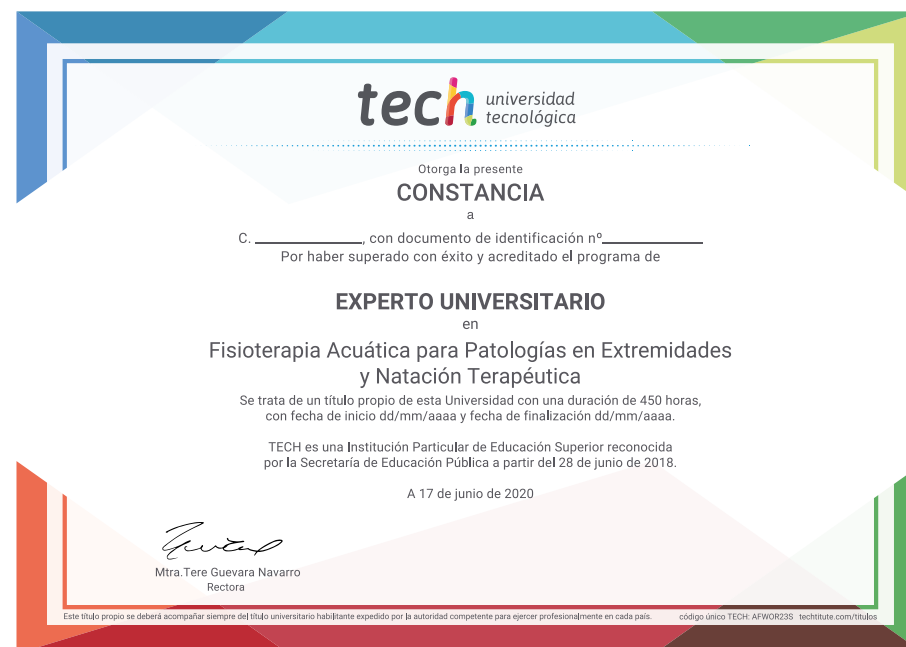 tech universidad
tecnológica
Otorga la presente
CONSTANCIA
a
C. ____________, con documento de identificación nº____________
Por haber superado con éxito y acreditado el programa de
EXPERTO UNIVERSITARIO
en
Fisioterapia Acuática para Patologías en Extremidades
y Natación Terapéutica
Se trata de un título propio de esta Universidad con una duración de 450 horas,
con fecha de inicio dd/mm/aaaa y fecha de finalización dd/mm/aaaa.
TECH es una Institución Particular de Educación Superior reconocida
por la Secretaría de Educación Pública a partir del 28 de junio de 2018.
A 17 de junio de 2020
Mtra.Tere Guevara Navarro
Rectora
Este título propio se deberá acompañar siempre del título universitario habilitante expedido por la autoridad competente para ejercer profesionalmente en cada país. código único TECH: AFWOR23S techtitute.com/titulos